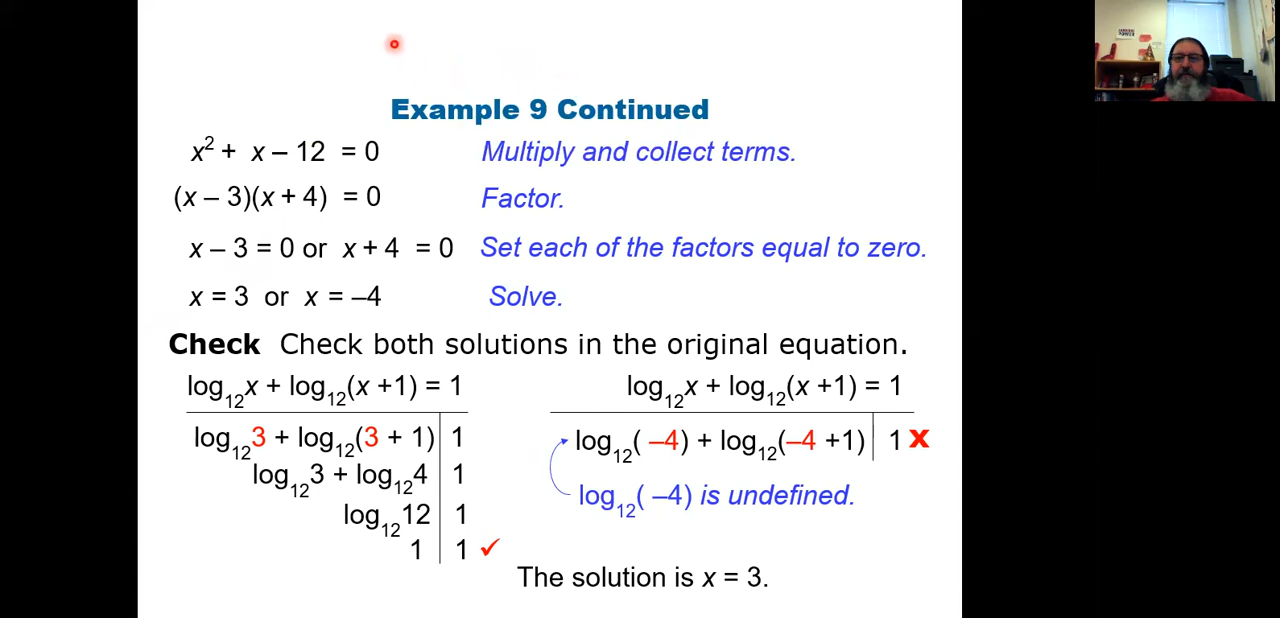 Example 9 Continued
x² + x – 12 = 0 Multiply and collect terms.
(x – 3)(x + 4) = 0 Factor.
x – 3 = 0 or x + 4 = 0 Set each of the factors equal to zero.
x = 3 or x = –4 Solve.
Check Check both solutions in the original equation.
log₁₂x + log₁₂(x +1) = 1
log₁₂3 + log₁₂(3 + 1) 1
log₁₂3 + log₁₂4 1
log₁₂12 1
1 1 ✓
log₁₂x + log₁₂(x +1) = 1
log₁₂( –4) + log₁₂(–4 +1) 1 x
log₁₂( –4) is undefined.
The solution is x = 3.